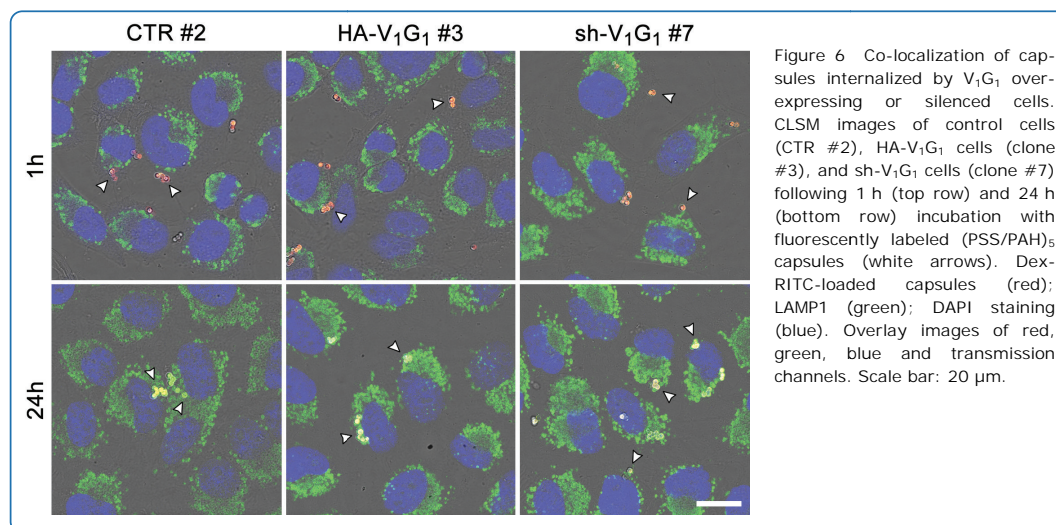 CTR #2 HA-V₁G₁ #3 sh-V₁G₁ #7
1h
24h
Figure 6 Co-localization of cap-
sules internalized by V₁G₁ over-
expressing or silenced cells.
CLSM images of control cells
(CTR #2), HA-V₁G₁ cells (clone
#3), and sh-V₁G₁ cells (clone #7)
following 1 h (top row) and 24 h
(bottom row) incubation with
fluorescently labeled (PSS/PAH)₅
capsules (white arrows). Dex-
RITC-loaded capsules (red);
LAMP1 (green); DAPI staining
(blue). Overlay images of red,
green, blue and transmission
channels. Scale bar: 20 μm.